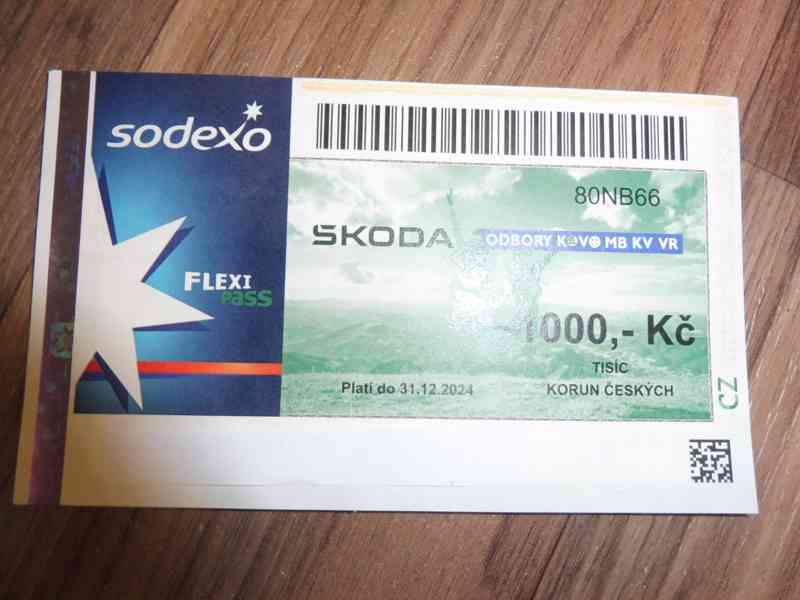 sodexo
80NB66
ŠKODA
ODBORY KOVO MB KV VR
FLEXI
pass
1000,- Kč
TISÍC
Platí do 31.12.2024
KORUN ČESKÝCH
CZ